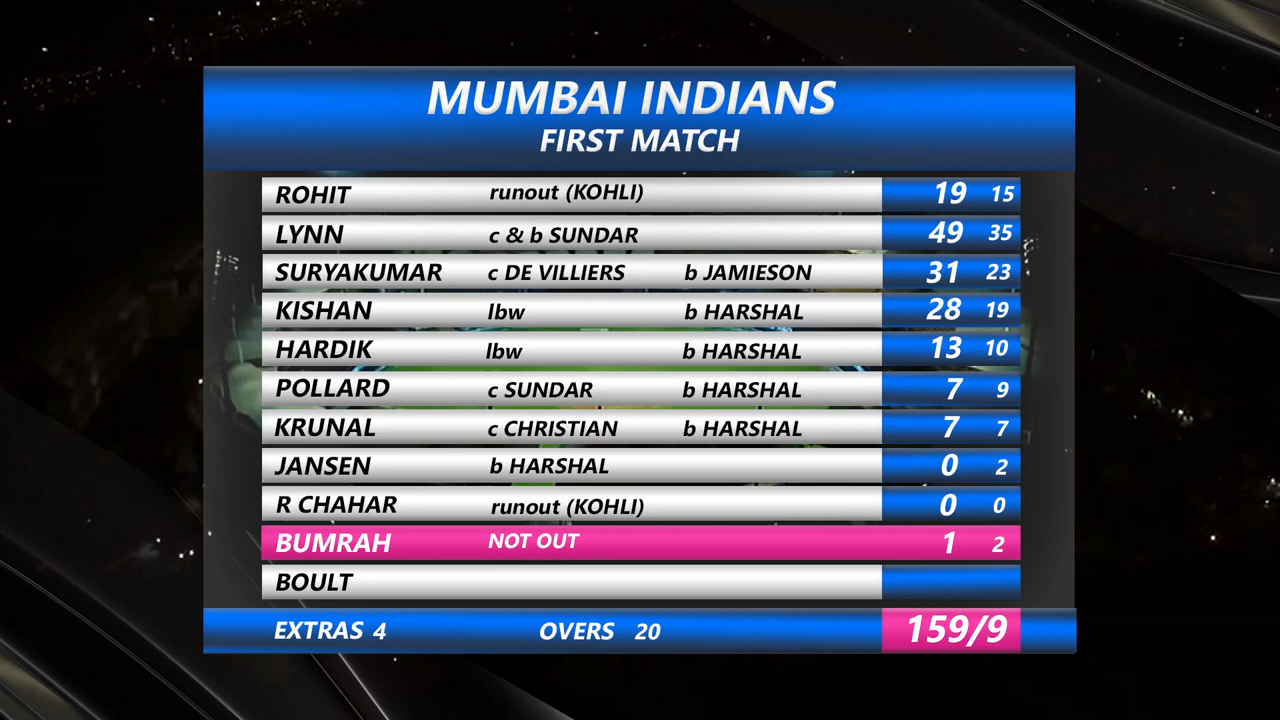 MUMBAI INDIANS
FIRST MATCH
ROHIT runout (KOHLI) 19 15
LYNN c & b SUNDAR 49 35
SURYAKUMAR c DE VILLIERS b JAMIESON 31 23
KISHAN lbw b HARSHAL 28 19
HARDIK lbw b HARSHAL 13 10
POLLARD c SUNDAR b HARSHAL 7 9
KRUNAL c CHRISTIAN b HARSHAL 7 7
JANSEN b HARSHAL 0 2
R CHAHAR runout (KOHLI) 0 0
BUMRAH NOT OUT 1 2
BOULT
EXTRAS 4 OVERS 20 159/9